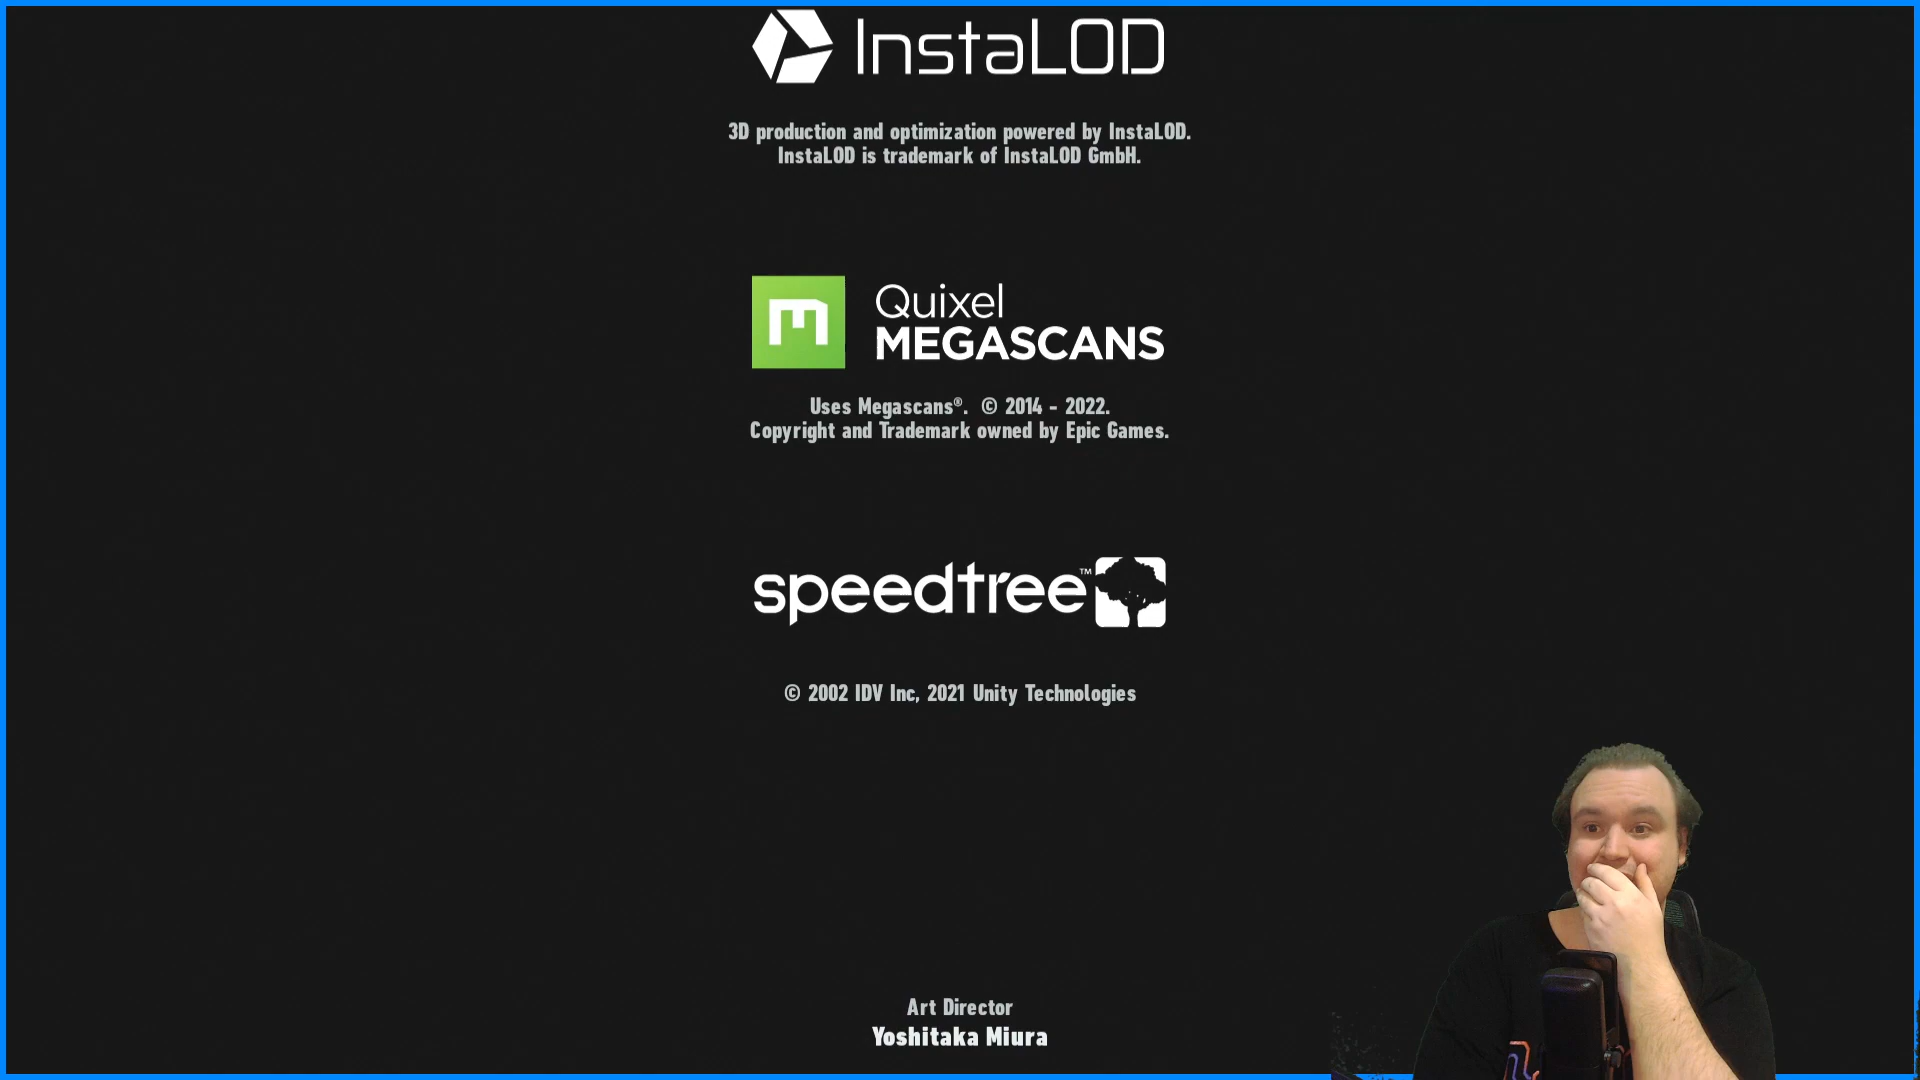 InstaLOD
3D production and optimization powered by InstaLOD.
InstaLOD is trademark of InstaLOD GmbH.
Quixel
MEGASCANS
Uses Megascans®. © 2014 - 2022.
Copyright and Trademark owned by Epic Games.
speedtree™
© 2002 IDV Inc, 2021 Unity Technologies
Art Director
Yoshitaka Miura